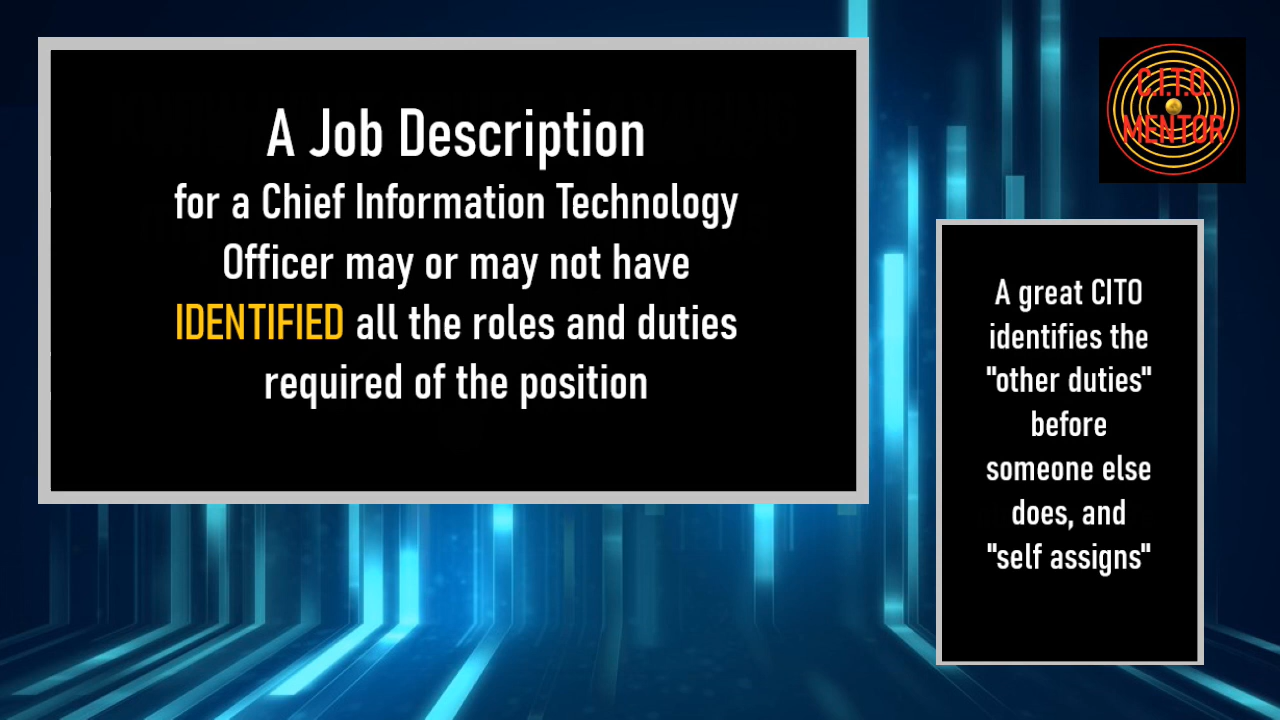 A Job Description
for a Chief Information Technology
Officer may or may not have
IDENTIFIED all the roles and duties
required of the position
C.I.T.O.
MENTOR
A great CITO
identifies the
"other duties"
before
someone else
does, and
"self assigns"